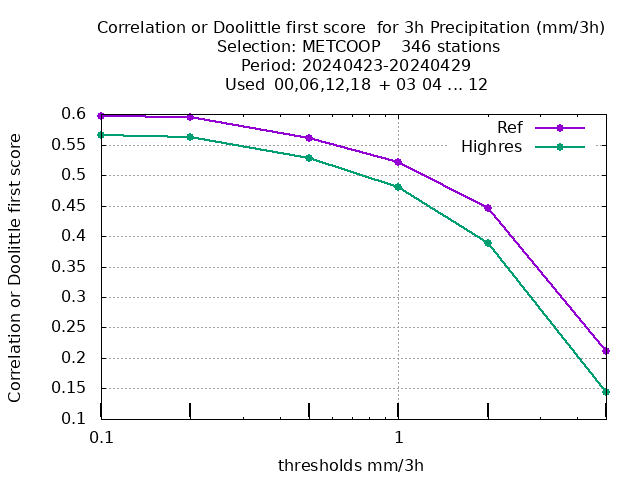 Correlation or Doolittle first score  for 3h Precipitation (mm/3h)
Selection: METCOOP    346 stations
Period: 20240423-20240429
Used  00,06,12,18  + 03 04 ... 12
Correlation or Doolittle first score
0.6
0.55
0.5
0.45
0.4
0.35
0.3
0.25
0.2
0.15
0.1
Ref
Highres
0.1
1
thresholds mm/3h